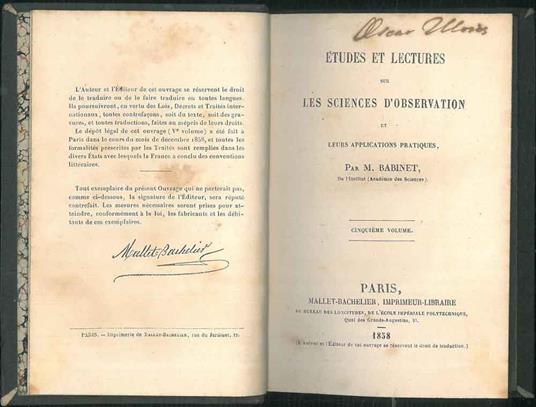 L'Auteur et l'Éditeur de cet ouvrage se réservent le droit
de le traduire ou de le faire traduire en toutes langues.
Ils poursuivront, en vertu des Lois, Décrets et Traités inter-
nationaux, toutes contrefaçons, soit du texte, soit des gra-
vures, et toutes traductions, faites au mépris de leurs droits.
Le dépôt légal de cet ouvrage (Ve volume) a été fait à
Paris dans le cours du mois de décembre 1858, et toutes les
formalités prescrites par les Traités sont remplies dans les
divers États avec lesquels la France a conclu des conventions
littéraires.
Tout exemplaire du présent Ouvrage qui ne porterait pas,
comme ci-dessous, la signature de l'Éditeur, sera réputé
contrefait. Les mesures nécessaires seront prises pour at-
teindre, conformément à la loi, les fabricants et les débi-
tants de ces exemplaires.
Mallet-Bachelier
PARIS. — Imprimerie de MALLET-BACHELIER, rue du Jardinet, 12.
Oscar
ÉTUDES ET LECTURES
SUR
LES SCIENCES D'OBSERVATION
ET
LEURS APPLICATIONS PRATIQUES,
PAR M. BABINET,
De l'Institut (Académie des Sciences).
CINQUIÈME VOLUME.
PARIS,
MALLET-BACHELIER, IMPRIMEUR-LIBRAIRE
DU BUREAU DES LONGITUDES, DE L'ÉCOLE IMPÉRIALE POLYTECHNIQUE,
Quai des Grands-Augustins, 55.
1858
(L'Auteur et l'Éditeur de cet ouvrage se réservent le droit de traduction.)